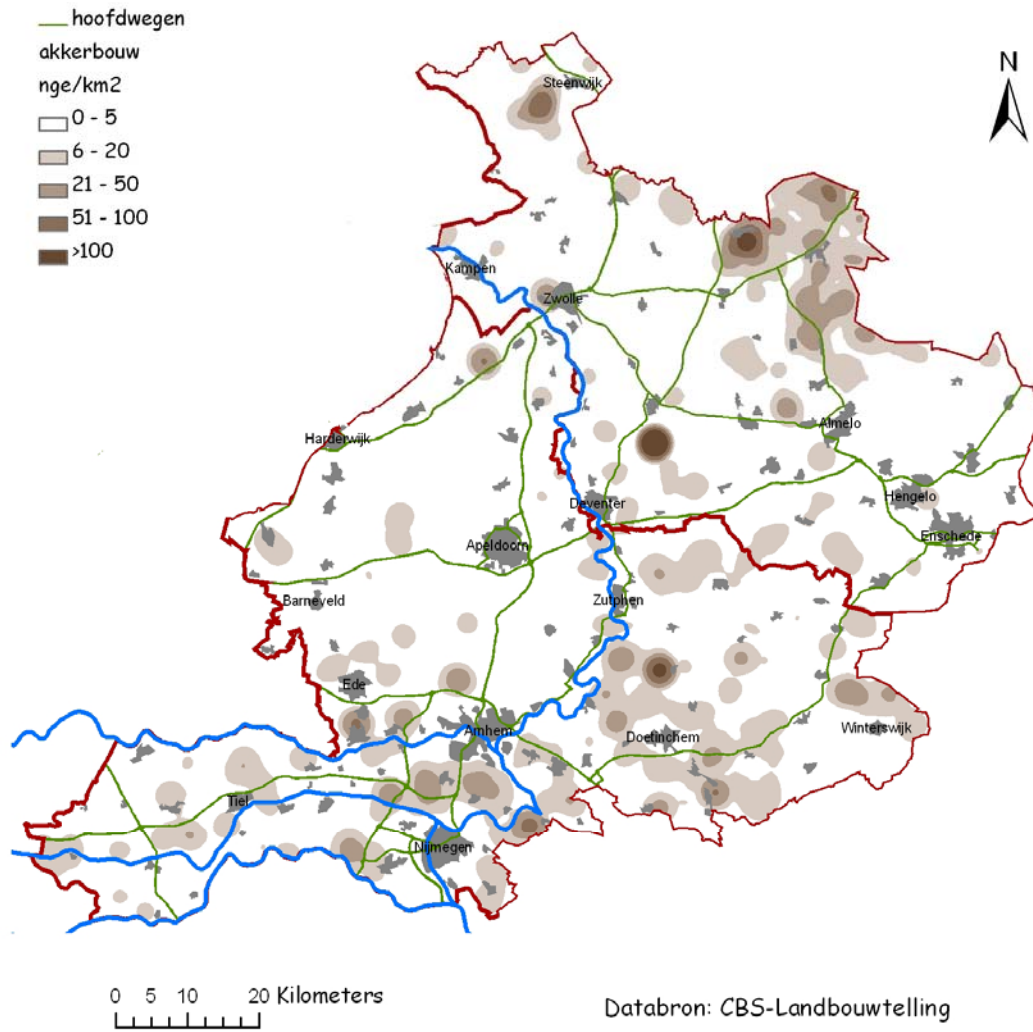 hoofdwegen
akkerbouw
nge/km2
0 - 5
6 - 20
21 - 50
51 - 100
>100
N
Steenwijk
Kampen
Zwolle
Harderwijk
Almelo
Deventer
Hengelo
Enschede
Apeldoorn
Barneveld
Zutphen
Ede
Arnhem
Doetinchem
Winterswijk
Tiel
Nijmegen
0 5 10 20 Kilometers
Databron: CBS-Landbouwtelling